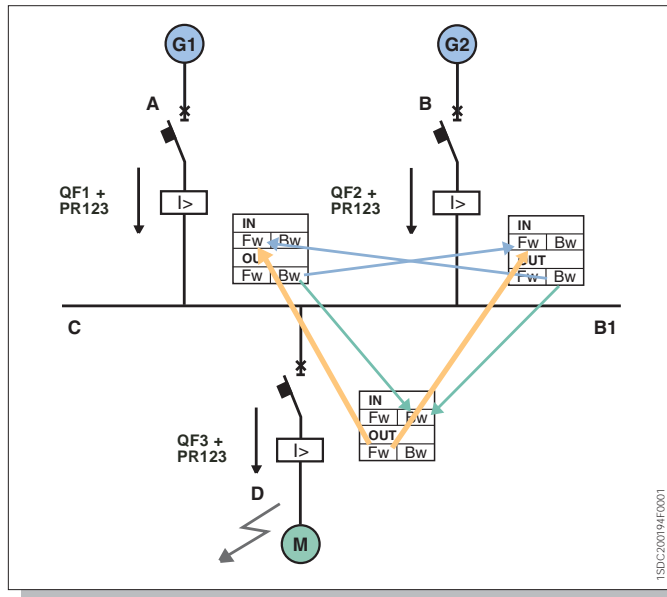 G1
G2
A
B
QF1 +
PR123
I>
QF2 +
PR123
I>
IN
Fw Bw
OUT
Fw Bw
IN
Fw Bw
OUT
Fw Bw
C
B1
IN
Fw Bw
OUT
Fw Bw
QF3 +
PR123
I>
D
M
1SDC200194F0001